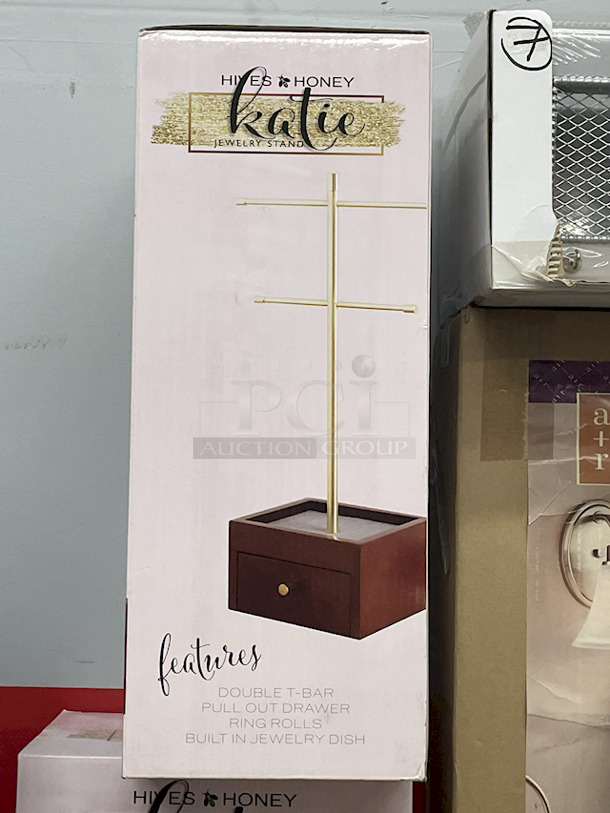 HIVES HONEY
katie
JEWELRY STAND
PCI
AUCTION GROUP
features
DOUBLE T-BAR
PULL OUT DRAWER
RING ROLLS
BUILT IN JEWELRY DISH
HIVES HONEY
F
a
+
r